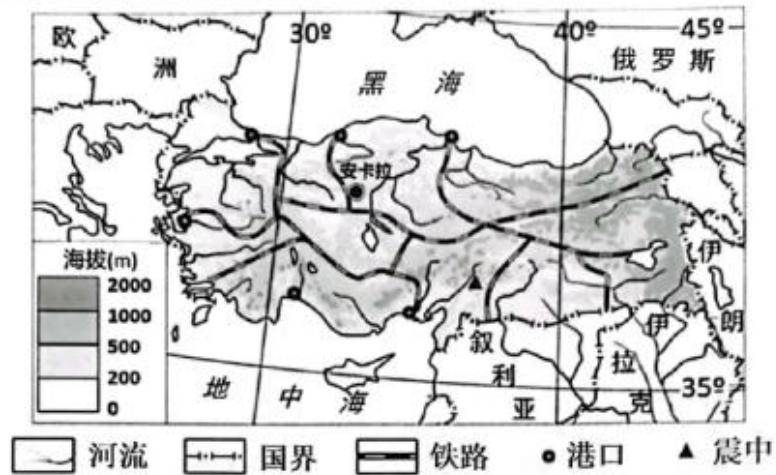 30º
40º
45º
欧
洲
俄罗斯
黑海
安卡拉
海拔(m)
2000
1000
500
200
0
伊
朗
叙
利
亚
伊
拉
克
35º
地中海
河流
国界
铁路
港口
震中